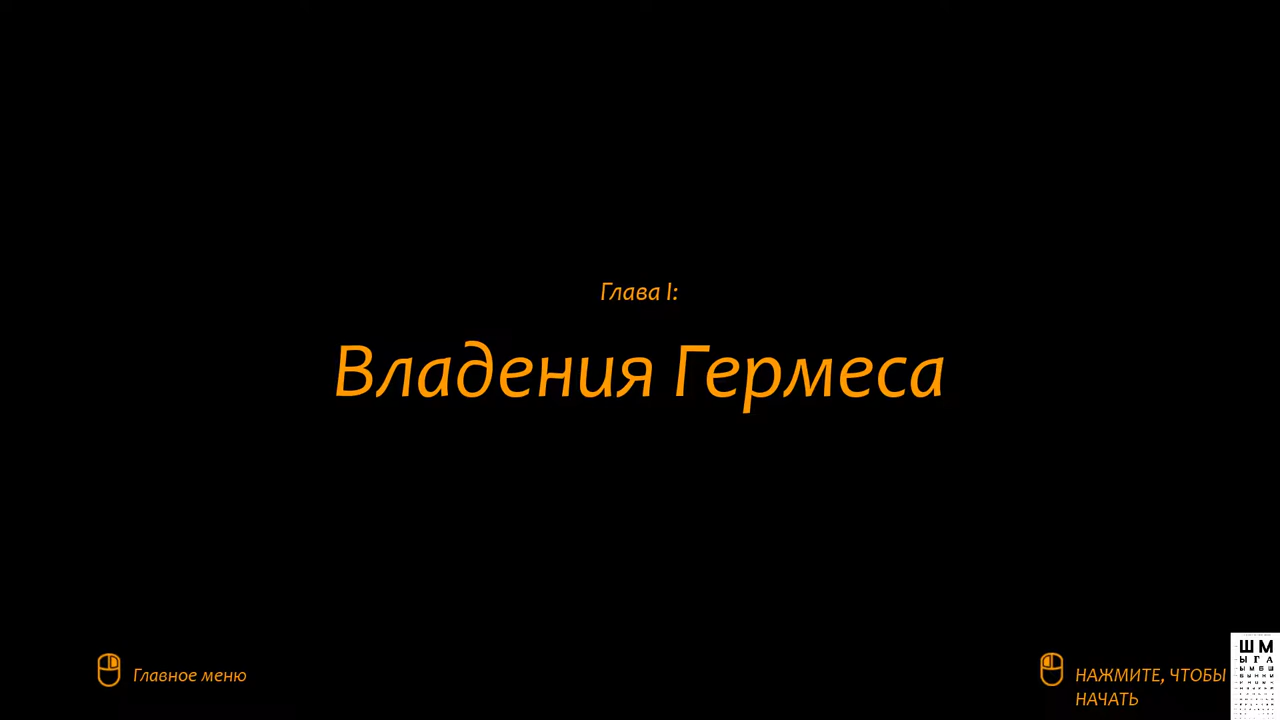 Глава I:
Владения Гермеса
Главное меню
НАЖМИТЕ, ЧТОБЫ
НАЧАТЬ
Ш М
Ы Г А